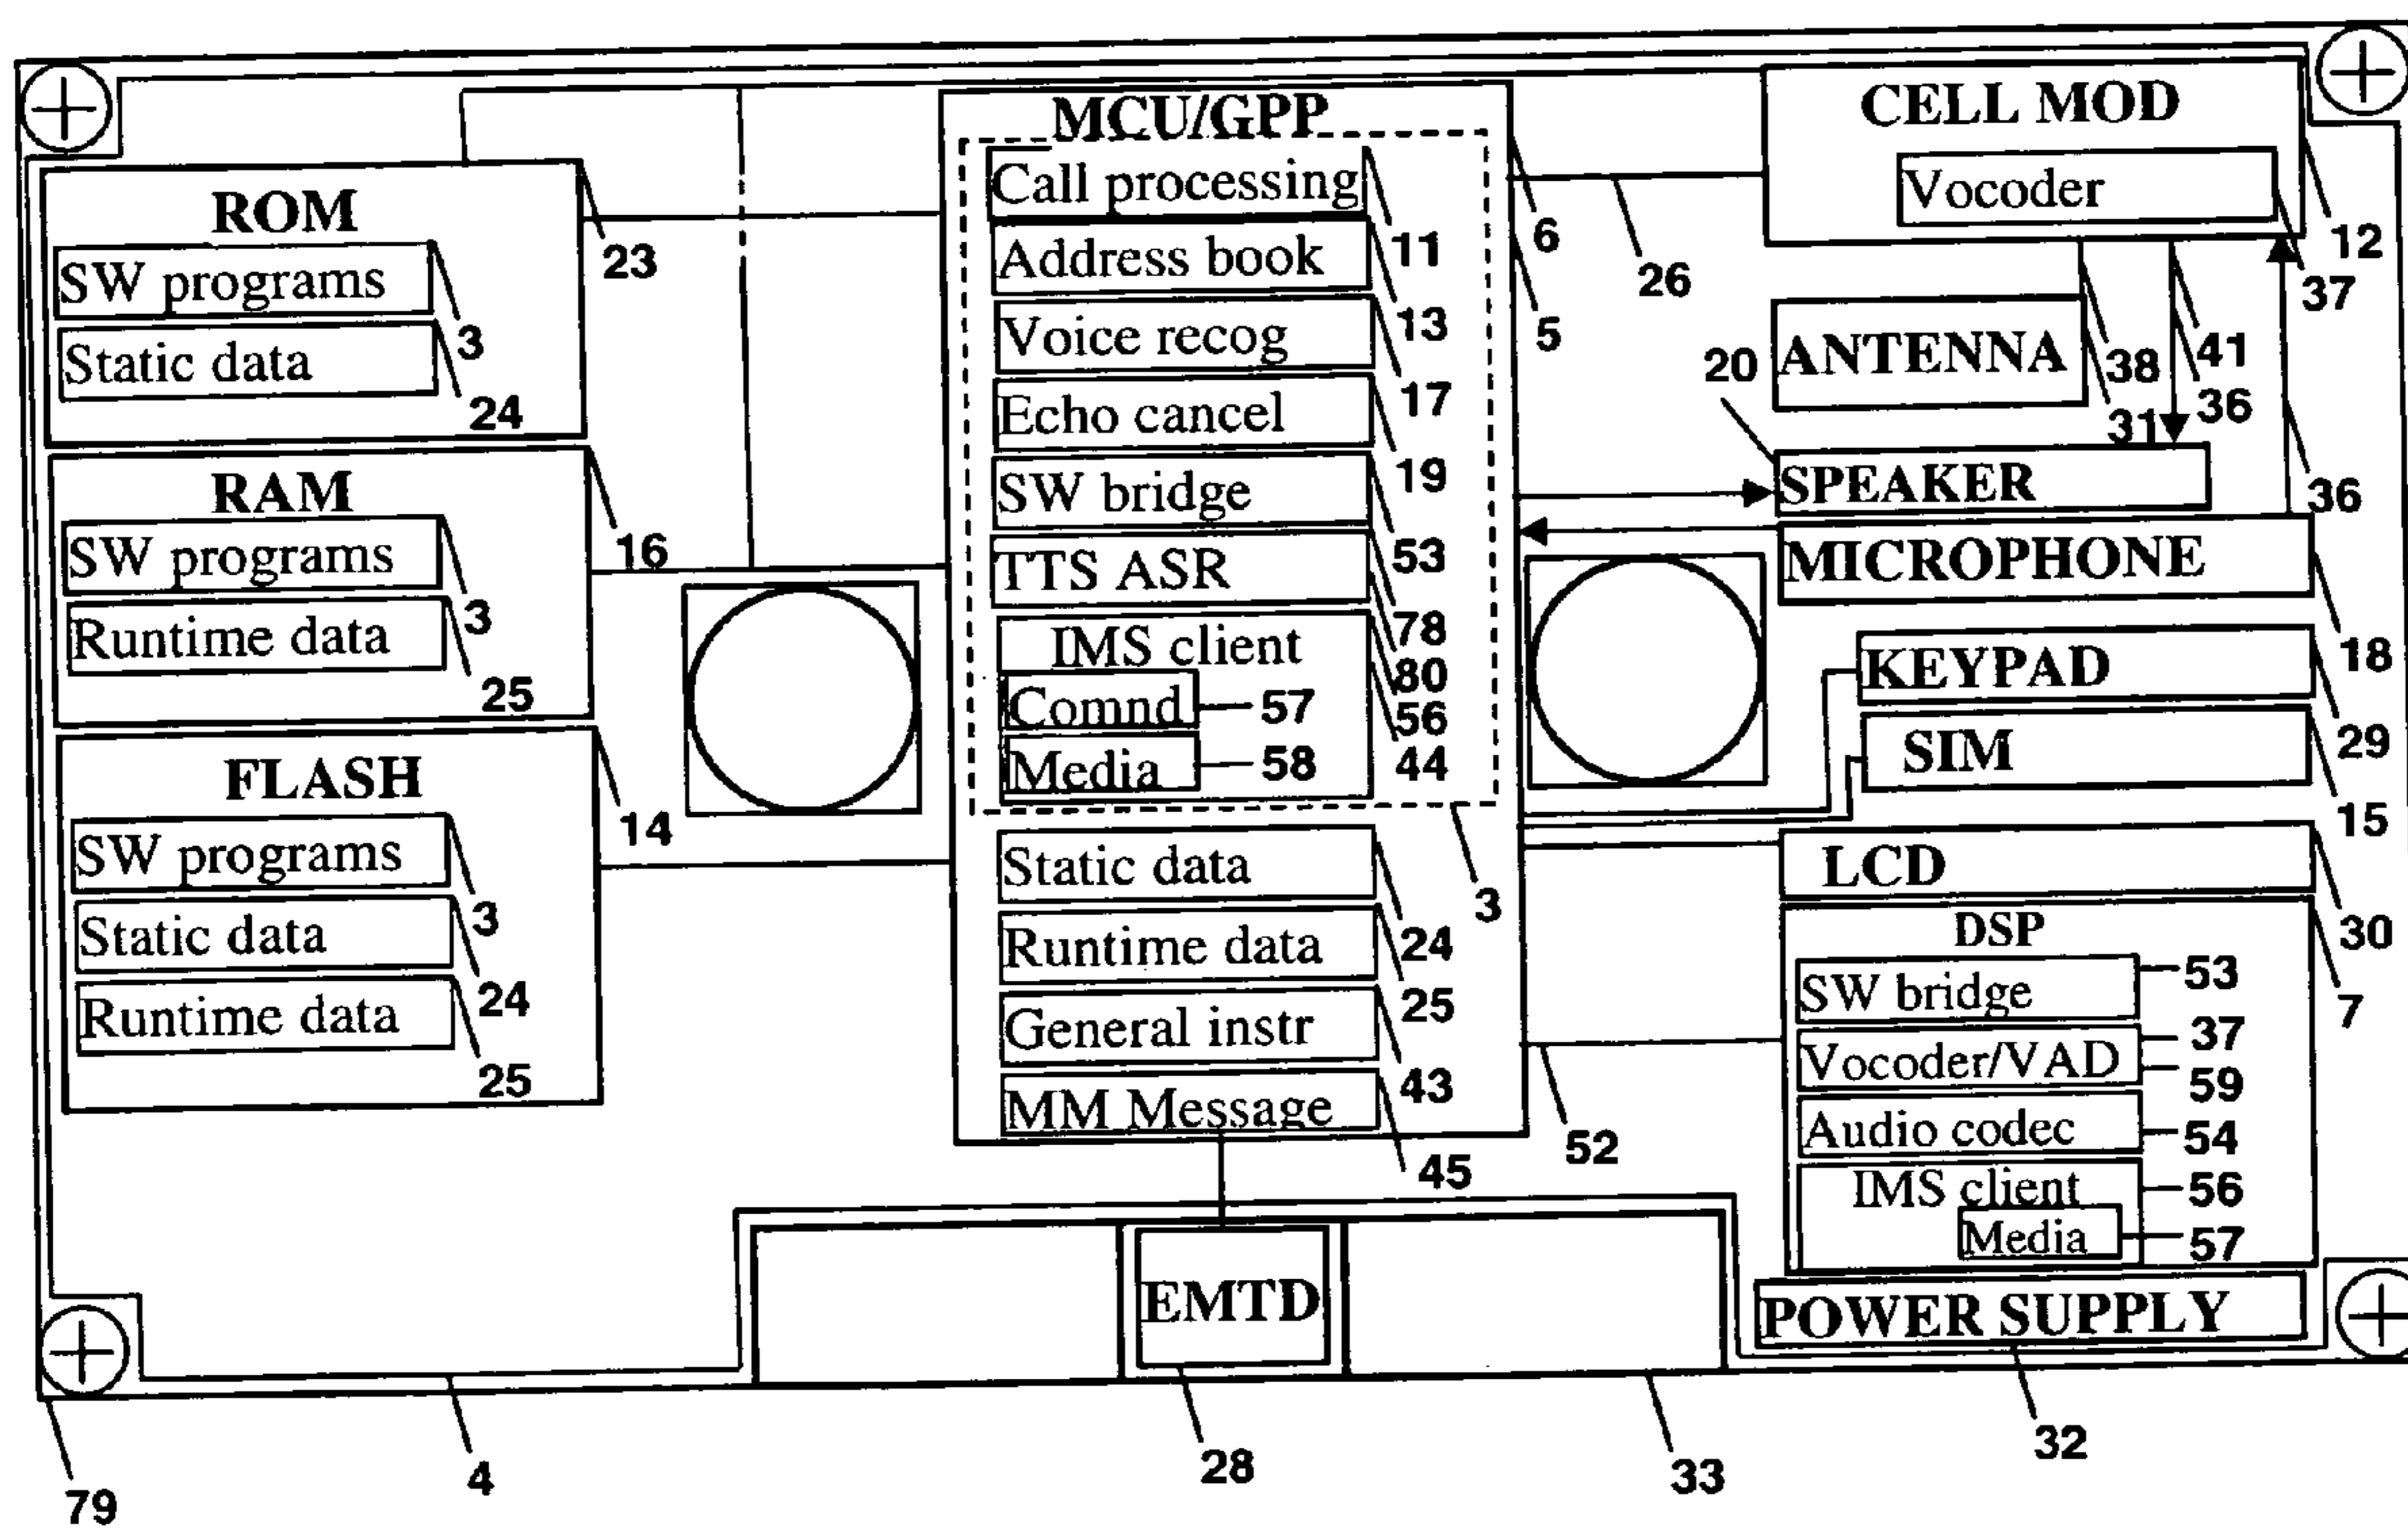 MCU/GPP
Call processing
Address book
Voice recog
Echo cancel
SW bridge
TTS ASR
IMS client
Comnd
57
Media
58
Static data
Runtime data
General instr
MM Message
11
13
17
19
53
78
80
56
44
3
24
25
43
45
6
5
ROM
SW programs
Static data
23
3
24
RAM
SW programs
Runtime data
16
3
25
FLASH
SW programs
Static data
Runtime data
14
3
24
25
CELL MOD
Vocoder
12
37
26
ANTENNA
38
31
41
36
36
20
SPEAKER
MICROPHONE
18
KEYPAD
29
SIM
15
LCD
30
DSP
7
SW bridge
53
Vocoder/VAD
37
59
Audio codec
54
IMS client
56
Media
57
52
POWER SUPPLY
32
EMTD
28
33
4
79